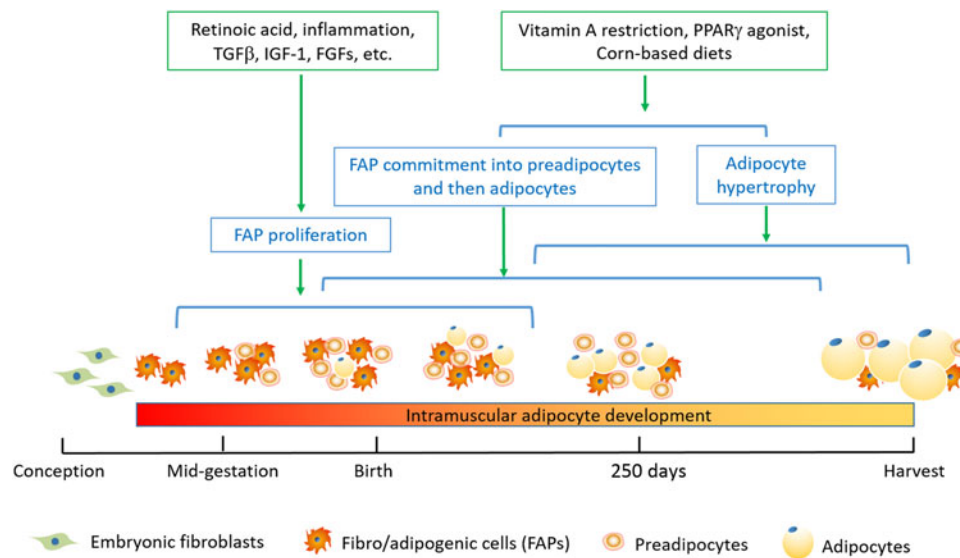 Retinoic acid, inflammation,
TGFβ, IGF-1, FGFs, etc.
Vitamin A restriction, PPARγ agonist,
Corn-based diets
FAP commitment into preadipocytes
and then adipocytes
Adipocyte
hypertrophy
FAP proliferation
Intramuscular adipocyte development
Conception
Mid-gestation
Birth
250 days
Harvest
Embryonic fibroblasts
Fibro/adipogenic cells (FAPs)
Preadipocytes
Adipocytes